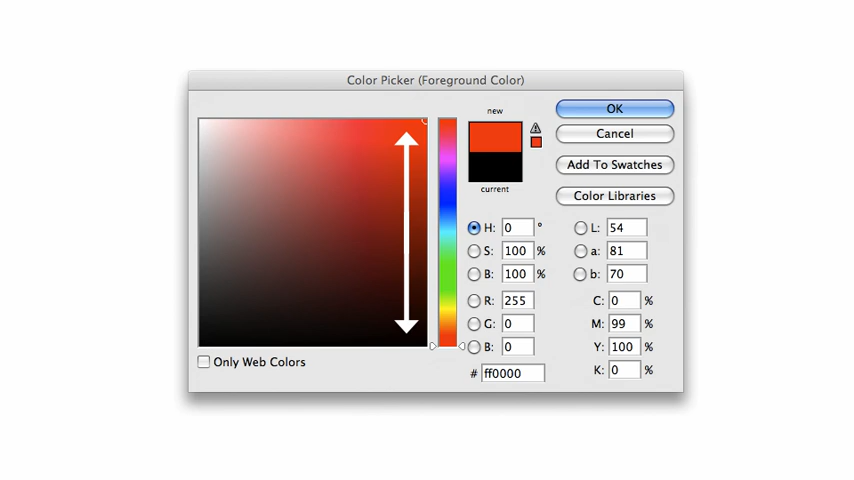 Color Picker (Foreground Color)
new
current
OK
Cancel
Add To Swatches
Color Libraries
H: 0 °
S: 100 %
B: 100 %
R: 255
G: 0
B: 0
# ff0000
L: 54
a: 81
b: 70
C: 0 %
M: 99 %
Y: 100 %
K: 0 %
Only Web Colors